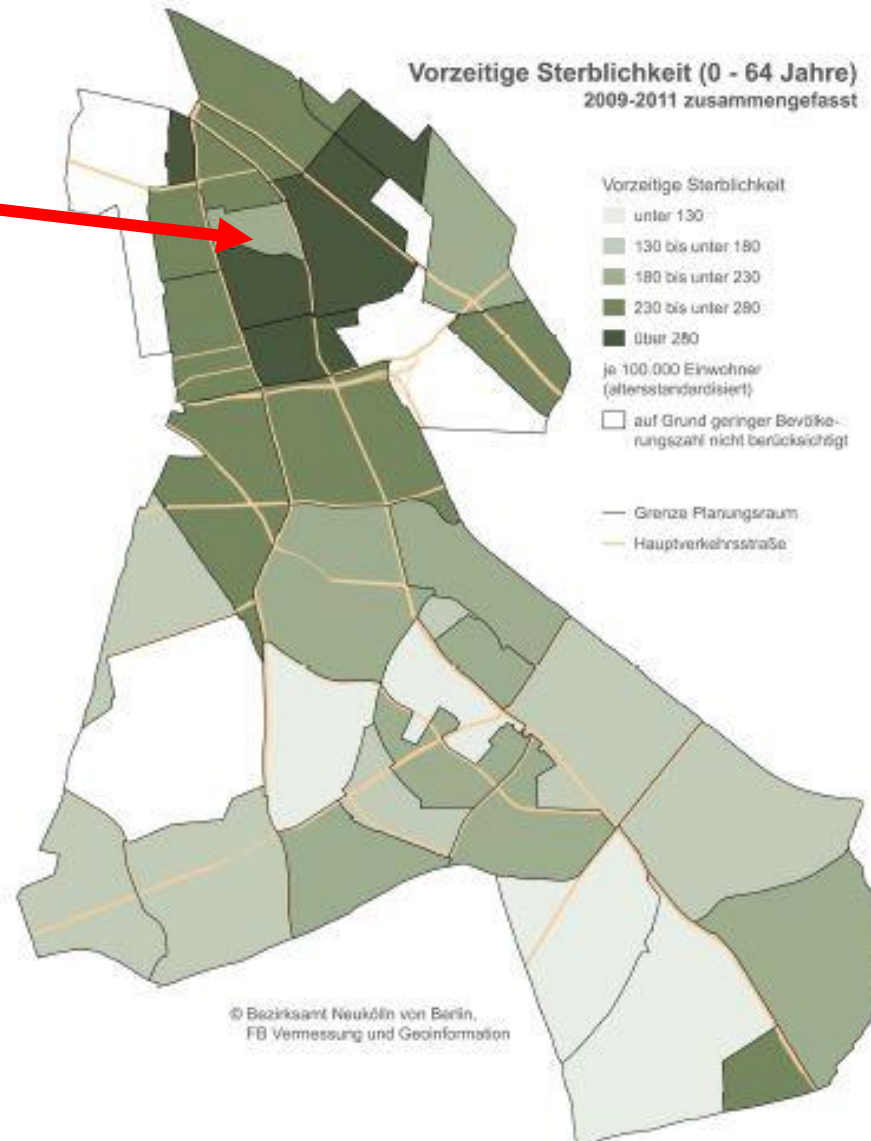 Vorzeitige Sterblichkeit (0 - 64 Jahre)
2009-2011 zusammengefasst
Vorzeitige Sterblichkeit
unter 130
130 bis unter 180
180 bis unter 230
230 bis unter 280
über 280
je 100.000 Einwohner
(altersstandardisiert)
auf Grund geringer Bevölke-
rungszahl nicht berücksichtigt
Grenze Planungsraum
Hauptverkehrsstraße
© Bezirksamt Neukölln von Berlin,
FB Vermessung und Geoinformation